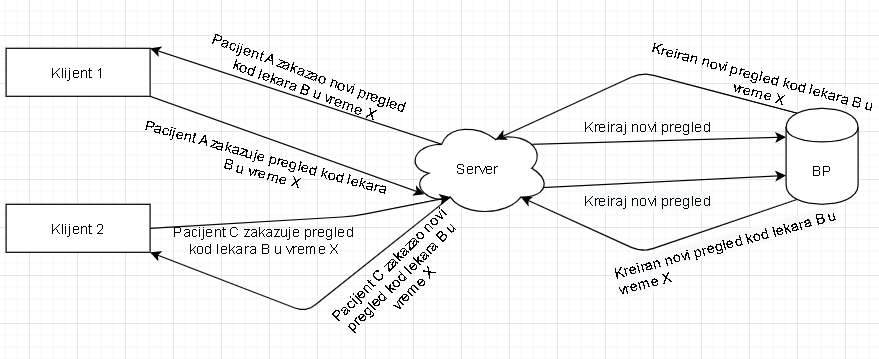 Klijent 1
Pacijent A zakazao novi pregled
kod lekara B u vreme X
Pacijent A zakazuje pregled kod lekara
B u vreme X
Klijent 2
Pacijent C zakazuje pregled
kod lekara B u vreme X
Pacijent C zakazao novi
pregled kod lekara B u
vreme X
Server
Kreiran novi pregled kod lekara B u
vreme X
Kreiraj novi pregled
BP
Kreiraj novi pregled
Kreiran novi pregled kod lekara B u
vreme X